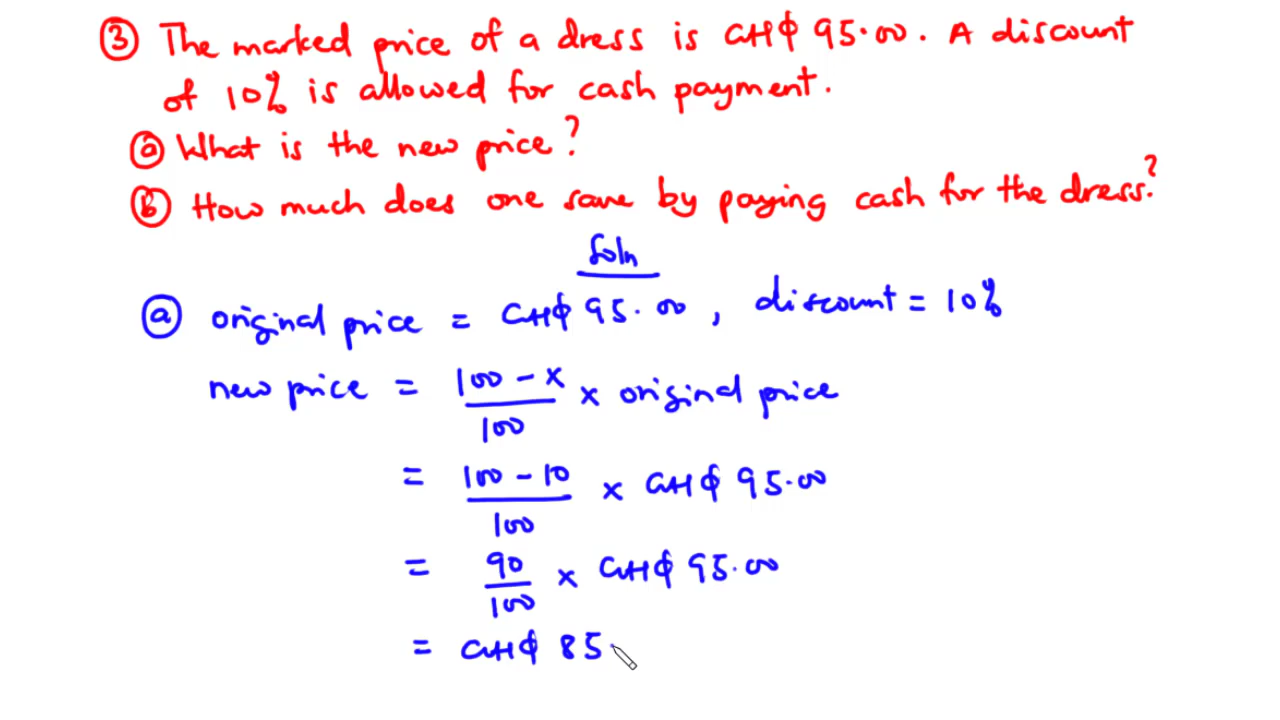 ③ The marked price of a dress is GH₵ 95.00. A discount
of 10% is allowed for cash payment.
ⓐ What is the new price?
ⓑ How much does one save by paying cash for the dress?
Soln
ⓐ original price = GH₵ 95.00, discount = 10%
new price = 100 - x / 100 × original price
= 100 - 10 / 100 × GH₵ 95.00
= 90 / 100 × GH₵ 95.00
= GH₵ 85